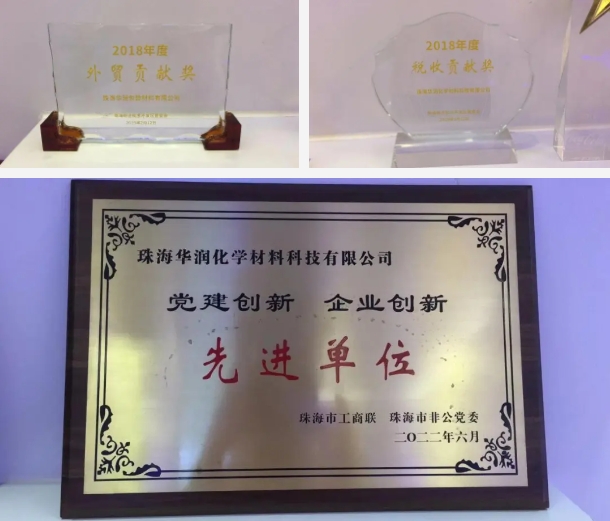 2018年度
外贸贡献奖
2018年度
税收贡献奖
珠海华润化学材料科技有限公司
党建创新 企业创新
先进单位
珠海市工商联 珠海市非公党委
二〇二二年六月